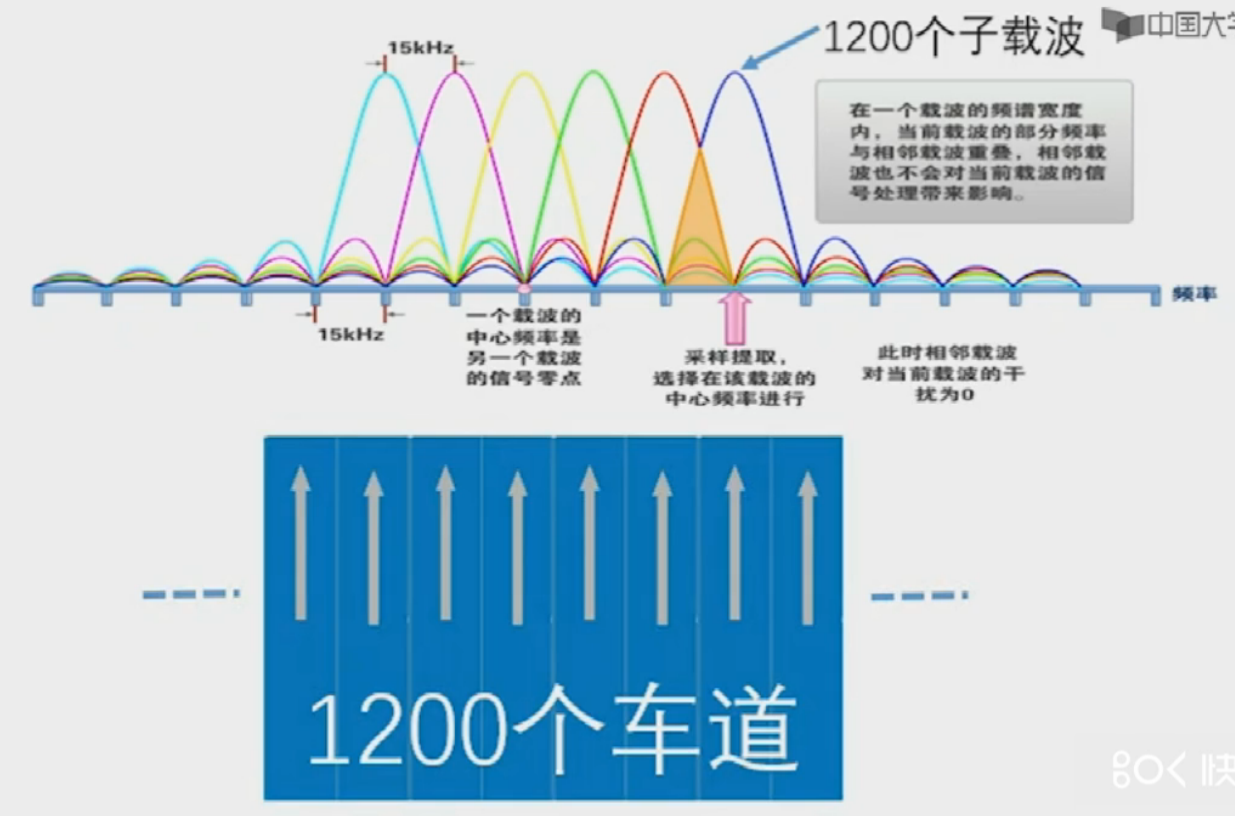 15kHz
1200个子载波
中国大学
在一个载波的频谱宽度
内，当前载波的部分频率
与相邻载波重叠，相邻载
波也不会对当前载波的信
号处理带来影响。
频率
15kHz
一个载波的
中心频率是
另一个载波
的信号零点
采样提取，
选择在该载波的
中心频率进行
此时相邻载波
对当前载波的干
扰为0
1200个车道
快